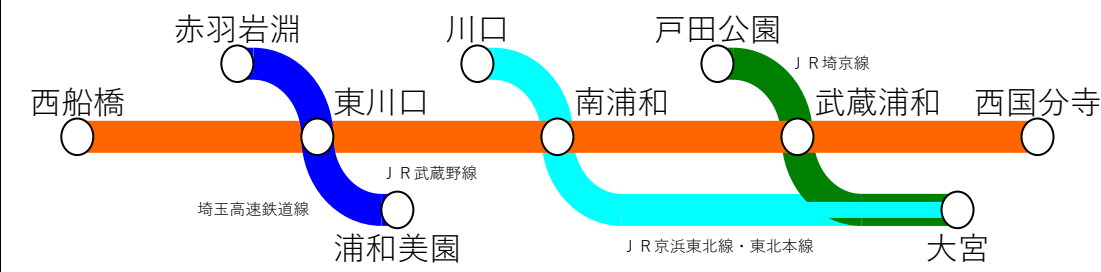 赤羽岩淵
川口
戸田公園
ＪＲ埼京線
西船橋
東川口
南浦和
武蔵浦和
西国分寺
ＪＲ武蔵野線
埼玉高速鉄道線
浦和美園
ＪＲ京浜東北線・東北本線
大宮